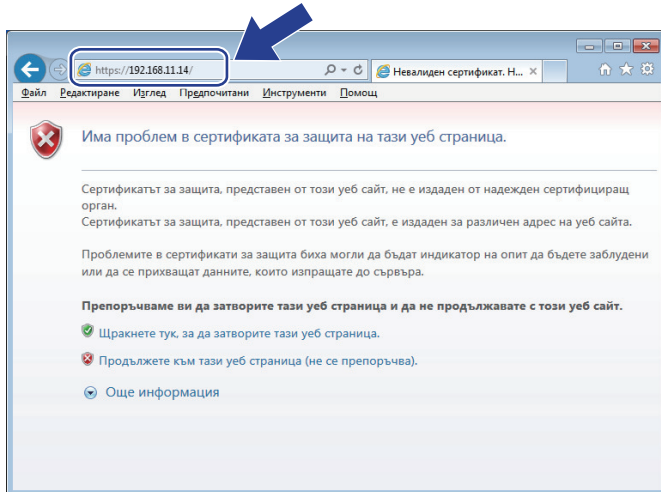 https://192.168.11.14/
Невалиден сертификат. Н...
Файл Редактиране Изглед Предпочитани Инструменти Помощ
Има проблем в сертификата за защита на тази уеб страница.
Сертификатът за защита, представен от този уеб сайт, не е издаден от надежден сертифициращ
орган.
Сертификатът за защита, представен от този уеб сайт, е издаден за различен адрес на уеб сайта.
Проблемите в сертификати за защита биха могли да бъдат индикатор на опит да бъдете заблудени
или да се прихващат данните, които изпращате до сървъра.
Препоръчваме ви да затворите тази уеб страница и да не продължавате с този уеб сайт.
Щракнете тук, за да затворите тази уеб страница.
Продължете към тази уеб страница (не се препоръчва).
Още информация